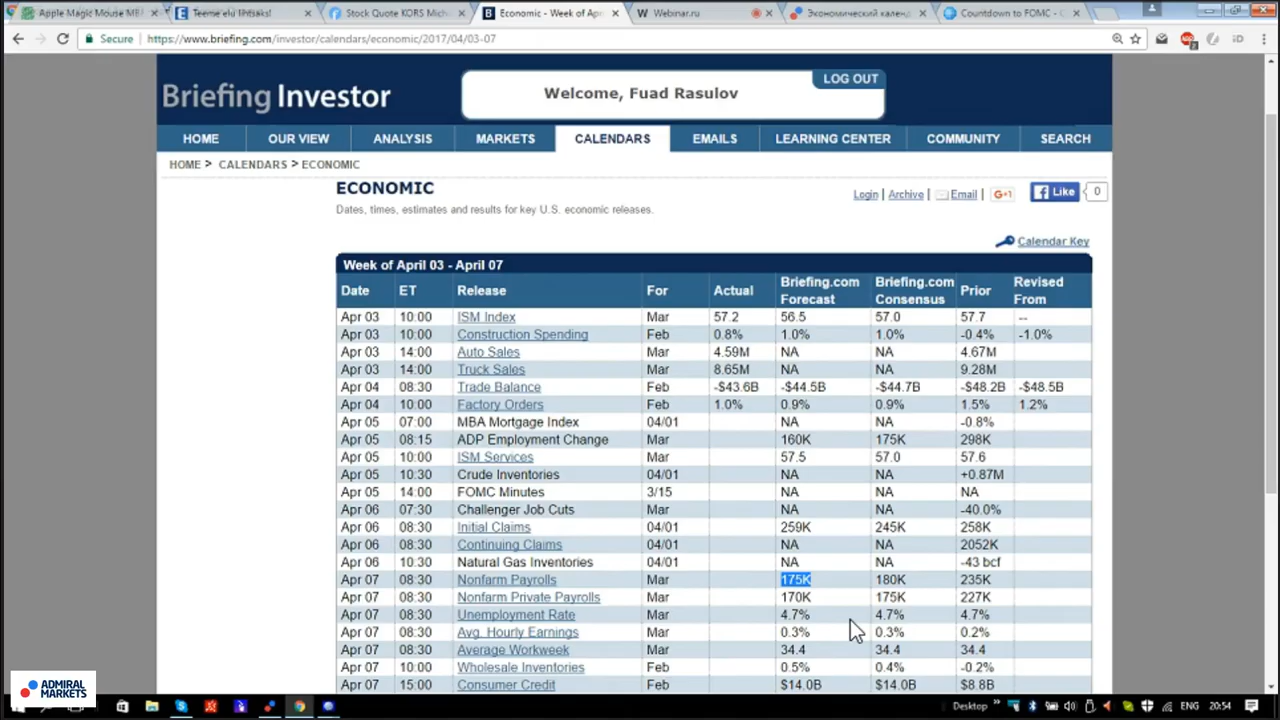 Apple Magic Mouse MB
Teeme elu lihtsaks!
Stock Quote KORS Mich
Economic - Week of Apr
Webinar.ru
Экономический календ
Countdown to FOMC - C
Secure
https://www.briefing.com/investor/calendars/economic/2017/04/03-07
Briefing Investor
Welcome, Fuad Rasulov
LOG OUT
HOME OUR VIEW ANALYSIS MARKETS CALENDARS EMAILS LEARNING CENTER COMMUNITY SEARCH
HOME > CALENDARS > ECONOMIC
ECONOMIC
Login | Archive | Email | G+1 Like 0
Dates, times, estimates and results for key U.S. economic releases.
Calendar Key
Week of April 03 - April 07
Date ET Release For Actual Briefing.com Forecast Briefing.com Consensus Prior Revised From
Apr 03 10:00 ISM Index Mar 57.2 56.5 57.0 57.7 --
Apr 03 10:00 Construction Spending Feb 0.8% 1.0% 1.0% -0.4% -1.0%
Apr 03 14:00 Auto Sales Mar 4.59M NA NA 4.67M
Apr 03 14:00 Truck Sales Mar 8.65M NA NA 9.28M
Apr 04 08:30 Trade Balance Feb -$43.6B -$44.5B -$44.7B -$48.2B -$48.5B
Apr 04 10:00 Factory Orders Feb 1.0% 0.9% 0.9% 1.5% 1.2%
Apr 05 07:00 MBA Mortgage Index 04/01 NA NA -0.8%
Apr 05 08:15 ADP Employment Change Mar 160K 175K 298K
Apr 05 10:00 ISM Services Mar 57.5 57.0 57.6
Apr 05 10:30 Crude Inventories 04/01 NA NA +0.87M
Apr 05 14:00 FOMC Minutes 3/15 NA NA NA
Apr 06 07:30 Challenger Job Cuts Mar NA NA -40.0%
Apr 06 08:30 Initial Claims 04/01 259K 245K 258K
Apr 06 08:30 Continuing Claims 04/01 NA NA 2052K
Apr 06 10:30 Natural Gas Inventories 04/01 NA NA -43 bcf
Apr 07 08:30 Nonfarm Payrolls Mar 175K 180K 235K
Apr 07 08:30 Nonfarm Private Payrolls Mar 170K 175K 227K
Apr 07 08:30 Unemployment Rate Mar 4.7% 4.7% 4.7%
Apr 07 08:30 Avg. Hourly Earnings Mar 0.3% 0.3% 0.2%
Apr 07 08:30 Average Workweek Mar 34.4 34.4 34.4
Apr 07 10:00 Wholesale Inventories Feb 0.5% 0.4% -0.2%
Apr 07 15:00 Consumer Credit Feb $14.0B $14.0B $8.8B
ADMIRAL
MARKETS
Desktop ENG 20:54